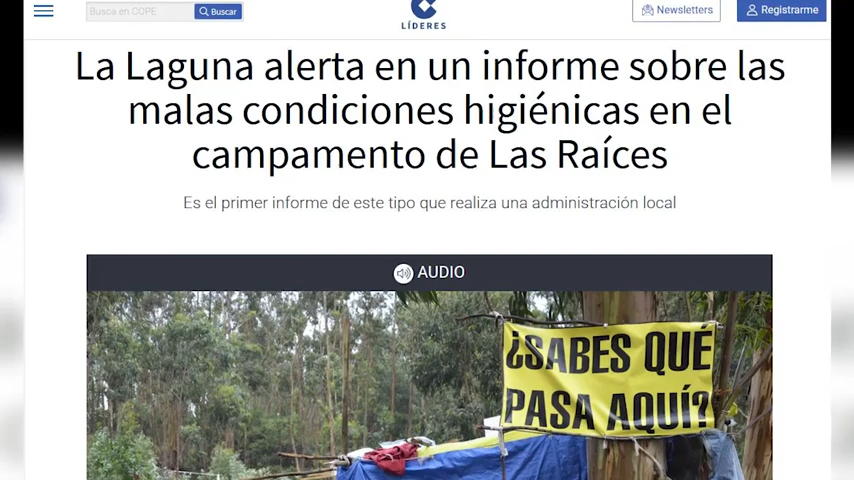 Busca en COPE
Buscar
LÍDERES
Newsletters
Registrarme
La Laguna alerta en un informe sobre las
malas condiciones higiénicas en el
campamento de Las Raíces
Es el primer informe de este tipo que realiza una administración local
AUDIO
¿SABES QUÉ
PASA AQUÍ?